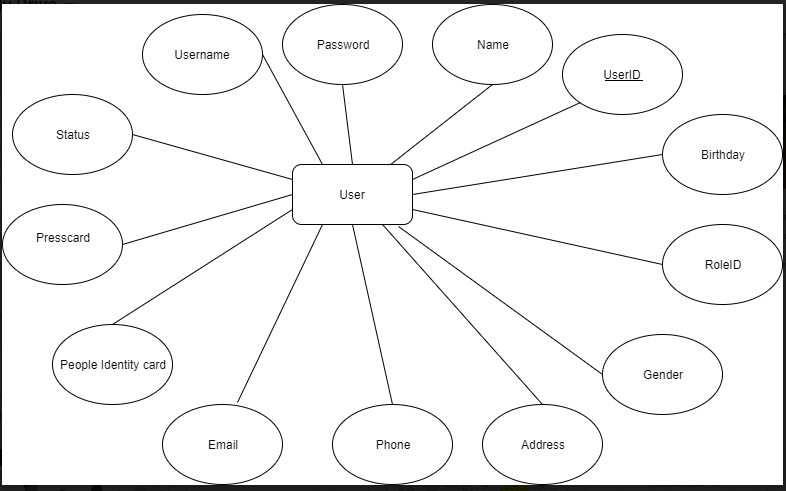 Username
Password
Name
UserID
Status
Birthday
User
Presscard
RoleID
People Identity card
Gender
Email
Phone
Address